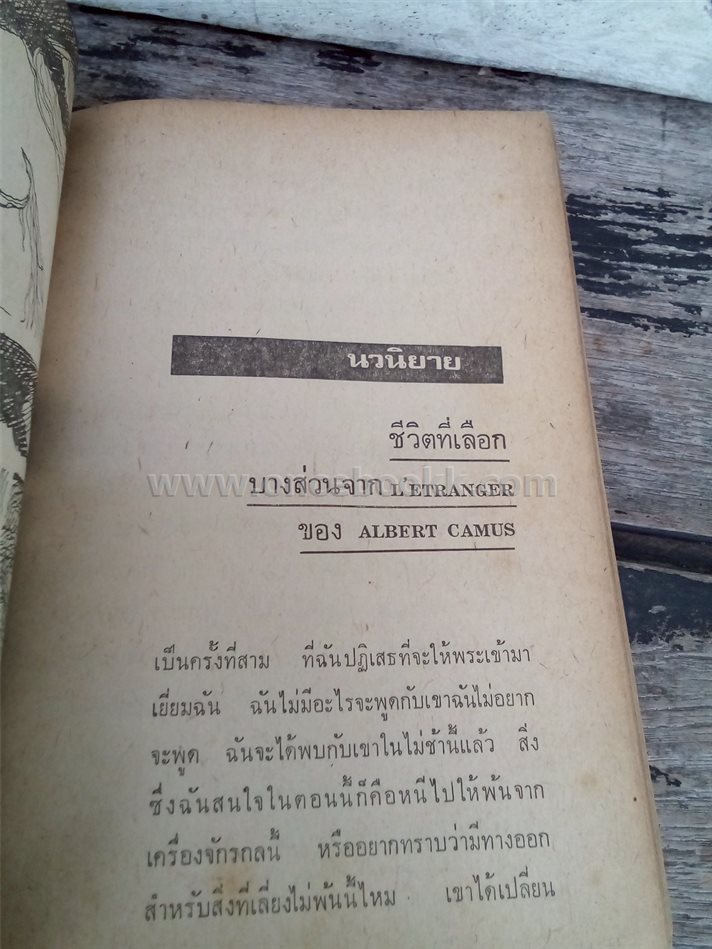 นวนิยาย
ชีวิตที่เลือก
บางส่วนจาก L'ETRANGER
ของ ALBERT CAMUS
เป็นครั้งที่สาม ที่ฉันปฏิเสธที่จะให้พระเข้ามา
เยี่ยมฉัน ฉันไม่มีอะไรจะพูดกับเขาฉันไม่อยาก
จะพูด ฉันจะได้พบกับเขาในไม่ช้านี้แล้ว สิ่ง
ซึ่งฉันสนใจในตอนนี้ก็คือหนีไปให้พ้นจาก
เครื่องจักรกลนี้ หรืออยากทราบว่ามีทางออก
สำหรับสิ่งที่เลี่ยงไม่พ้นนี้ไหม เขาได้เปลี่ยน